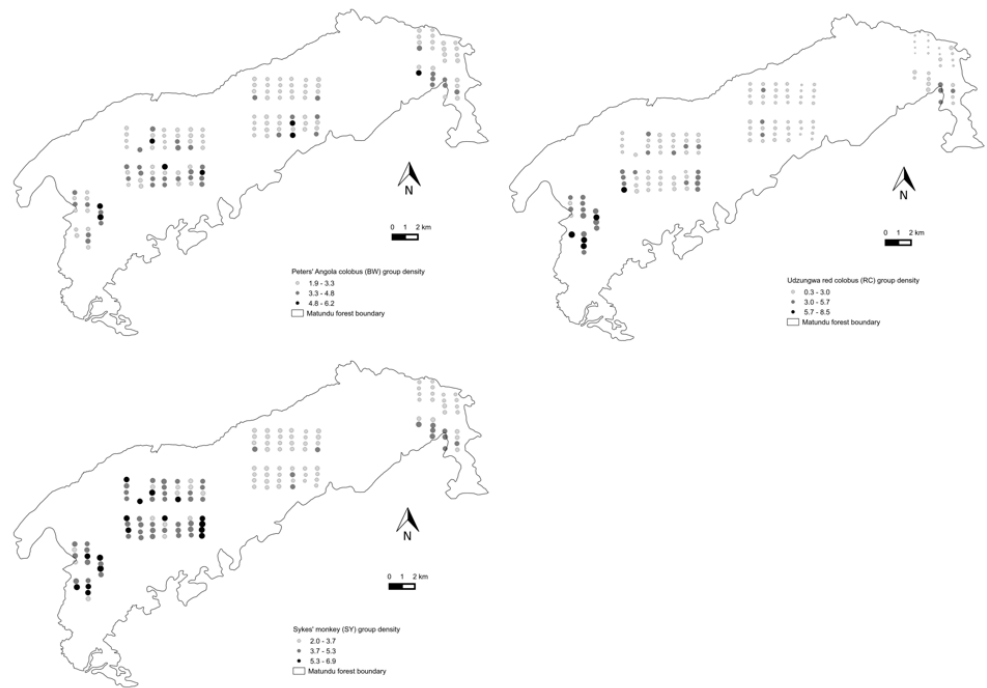 N
0 1 2 km
Peters' Angola colobus (BW) group density
1.9 - 3.3
3.3 - 4.8
4.8 - 6.2
Matundu forest boundary
N
0 1 2 km
Udzungwa red colobus (RC) group density
0.3 - 3.0
3.0 - 5.7
5.7 - 8.5
Matundu forest boundary
N
0 1 2 km
Sykes' monkey (SY) group density
2.0 - 3.7
3.7 - 5.3
5.3 - 6.9
Matundu forest boundary